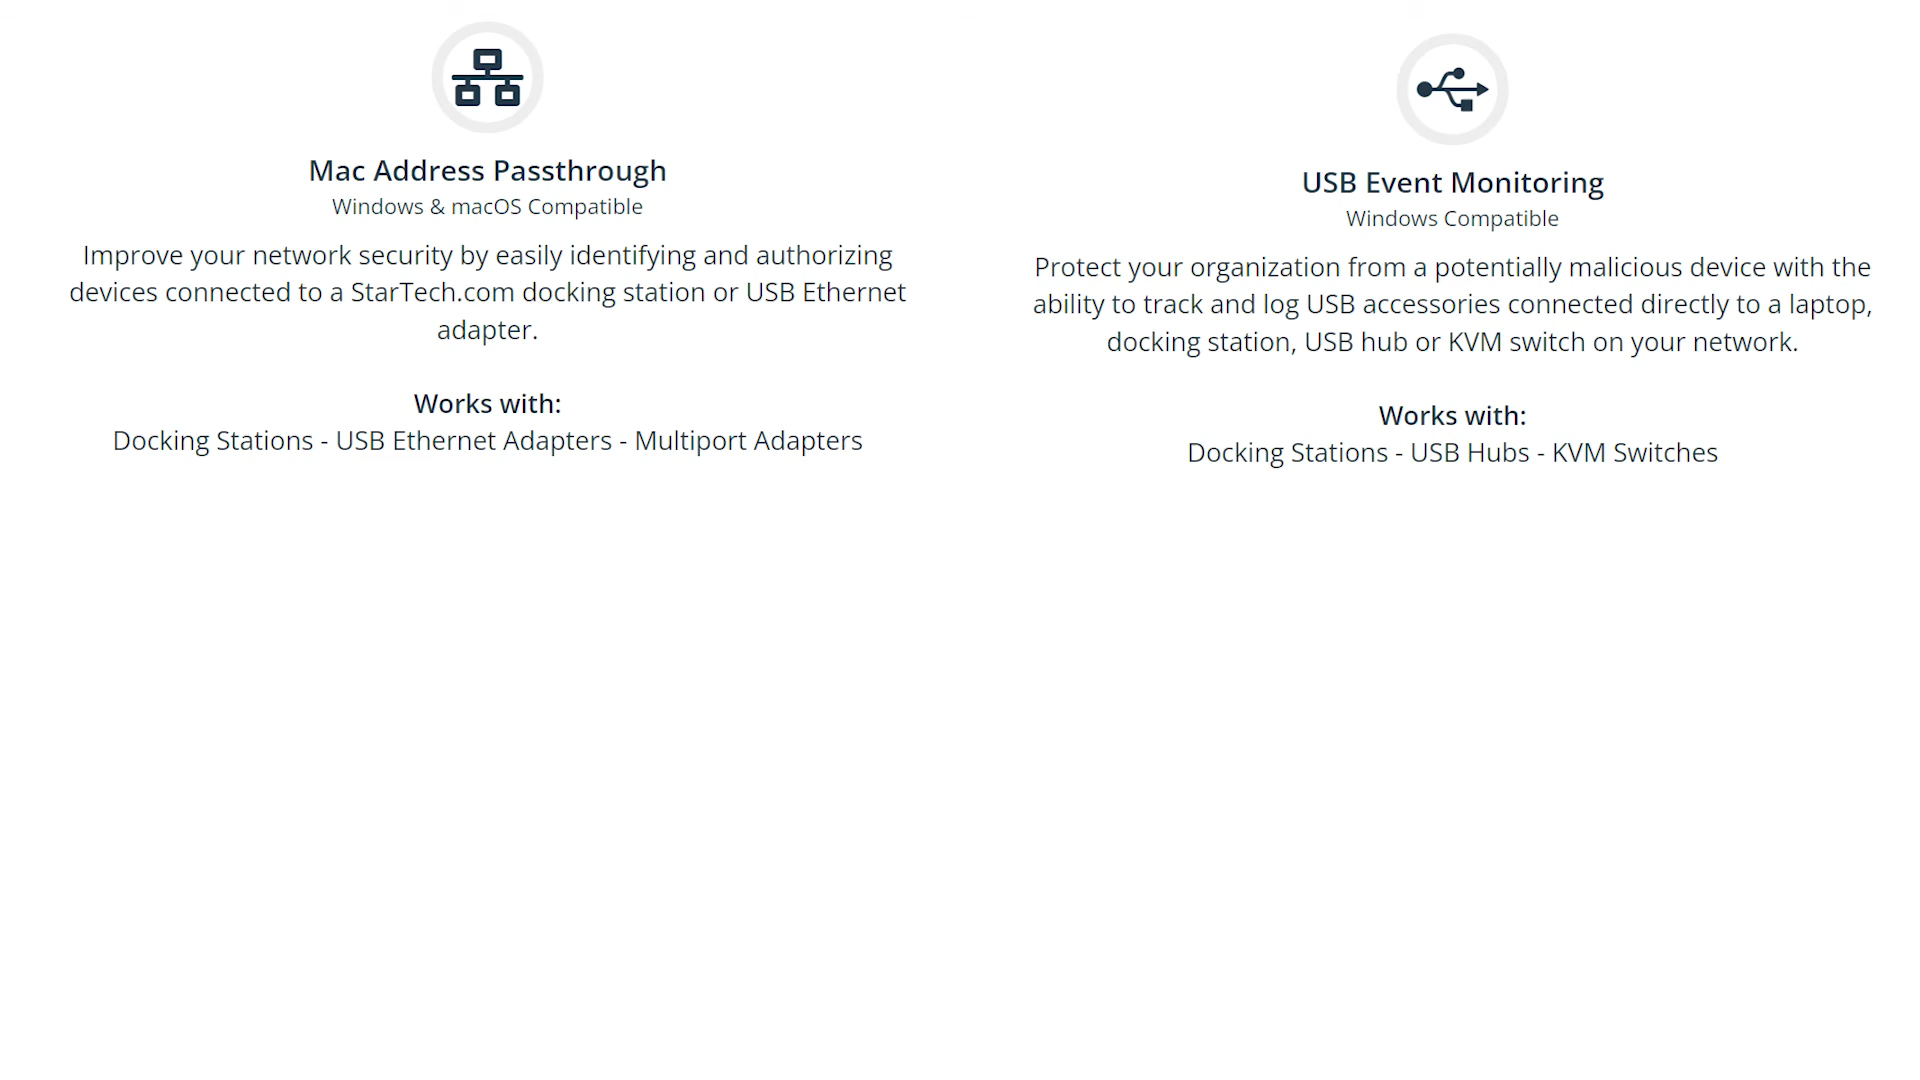 Mac Address Passthrough
Windows & macOS Compatible
Improve your network security by easily identifying and authorizing
devices connected to a StarTech.com docking station or USB Ethernet
adapter.
Works with:
Docking Stations - USB Ethernet Adapters - Multiport Adapters
USB Event Monitoring
Windows Compatible
Protect your organization from a potentially malicious device with the
ability to track and log USB accessories connected directly to a laptop,
docking station, USB hub or KVM switch on your network.
Works with:
Docking Stations - USB Hubs - KVM Switches